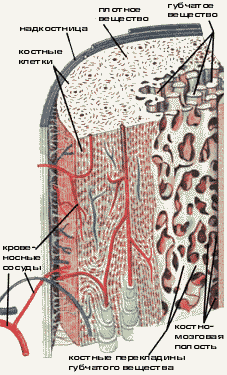 плотное
вещество
губчатое
вещество
надкостница
костные
клетки
крове-
носные
сосуды
костно-
мозговая
полость
костные перекладины
губчатого вещества